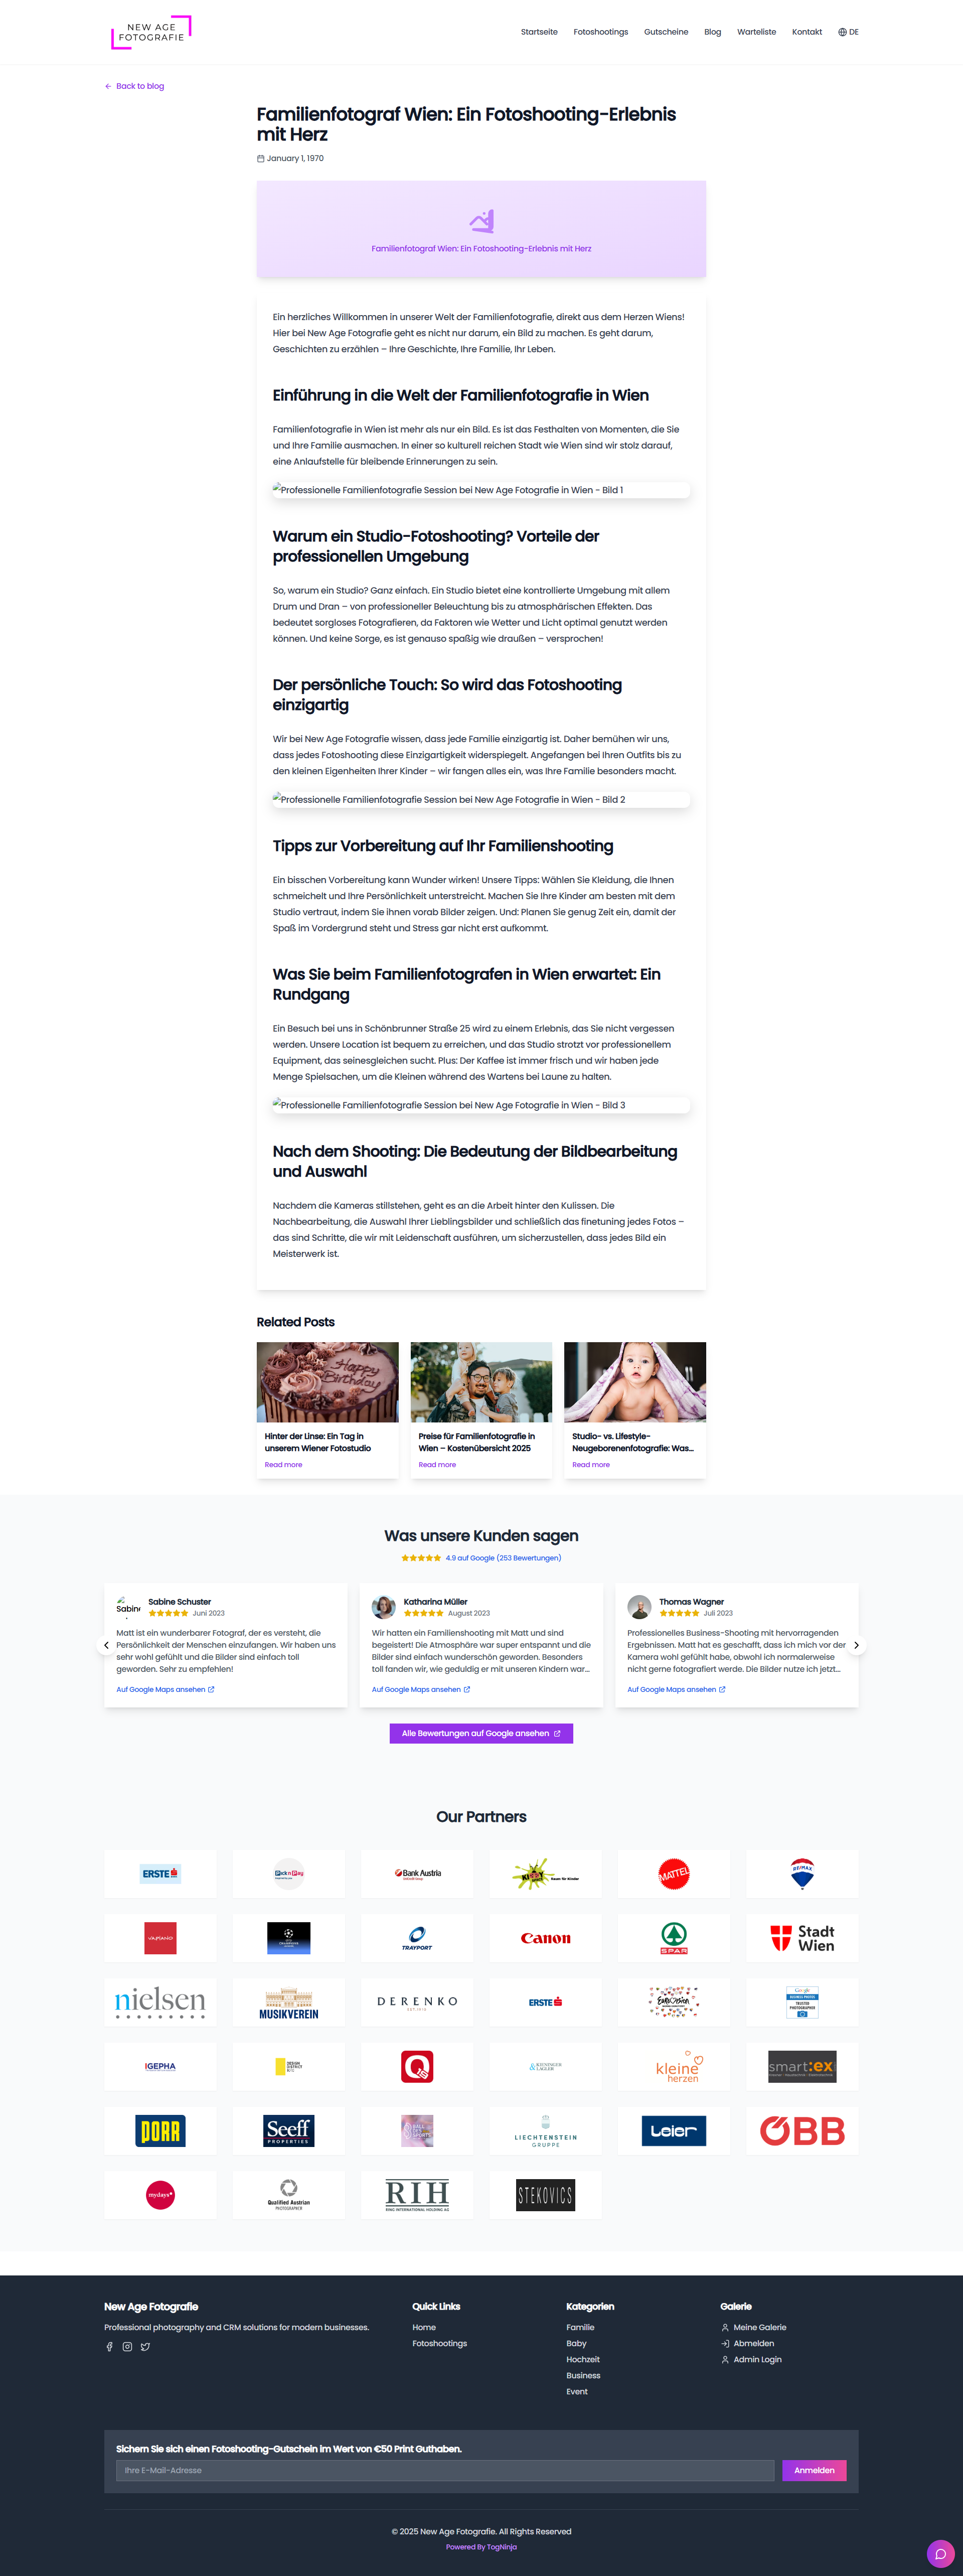 NEW AGE
FOTOGRAFIE
Startseite
Fotoshootings
Gutscheine
Blog
Warteliste
Kontakt
DE
Back to blog
Familienfotograf Wien: Ein Fotoshooting-Erlebnis
mit Herz
January 1, 1970
Familienfotograf Wien: Ein Fotoshooting-Erlebnis mit Herz
Ein herzliches Willkommen in unserer Welt der Familienfotografie, direkt aus dem Herzen Wiens!
Hier bei New Age Fotografie geht es nicht nur darum, ein Bild zu machen. Es geht darum,
Geschichten zu erzählen – Ihre Geschichte, Ihre Familie, Ihr Leben.
Einführung in die Welt der Familienfotografie in Wien
Familienfotografie in Wien ist mehr als nur ein Bild. Es ist das Festhalten von Momenten, die Sie
und Ihre Familie ausmachen. In einer so kulturell reichen Stadt wie Wien sind wir stolz darauf,
eine Anlaufstelle für bleibende Erinnerungen zu sein.
Professionelle Familienfotografie Session bei New Age Fotografie in Wien - Bild 1
Warum ein Studio-Fotoshooting? Vorteile der
professionellen Umgebung
So, warum ein Studio? Ganz einfach. Ein Studio bietet eine kontrollierte Umgebung mit allem
Drum und Dran – von professioneller Beleuchtung bis zu atmosphärischen Effekten. Das
bedeutet sorgloses Fotografieren, da Faktoren wie Wetter und Licht optimal genutzt werden
können. Und keine Sorge, es ist genauso spaßig wie draußen – versprochen!
Der persönliche Touch: So wird das Fotoshooting
einzigartig
Wir bei New Age Fotografie wissen, dass jede Familie einzigartig ist. Daher bemühen wir uns,
dass jedes Fotoshooting diese Einzigartigkeit widerspiegelt. Angefangen bei Ihren Outfits bis zu
den kleinen Eigenheiten Ihrer Kinder – wir fangen alles ein, was Ihre Familie besonders macht.
Professionelle Familienfotografie Session bei New Age Fotografie in Wien - Bild 2
Tipps zur Vorbereitung auf Ihr Familienshooting
Ein bisschen Vorbereitung kann Wunder wirken! Unsere Tipps: Wählen Sie Kleidung, die Ihnen
schmeichelt und Ihre Persönlichkeit unterstreicht. Machen Sie Ihre Kinder am besten mit dem
Studio vertraut, indem Sie ihnen vorab Bilder zeigen. Und: Planen Sie genug Zeit ein, damit der
Spaß im Vordergrund steht und Stress gar nicht erst aufkommt.
Was Sie beim Familienfotografen in Wien erwartet: Ein
Rundgang
Ein Besuch bei uns in Schönbrunner Straße 25 wird zu einem Erlebnis, das Sie nicht vergessen
werden. Unsere Location ist bequem zu erreichen, und das Studio strotzt vor professionellem
Equipment, das seinesgleichen sucht. Plus: Der Kaffee ist immer frisch und wir haben jede
Menge Spielsachen, um die Kleinen während des Wartens bei Laune zu halten.
Professionelle Familienfotografie Session bei New Age Fotografie in Wien - Bild 3
Nach dem Shooting: Die Bedeutung der Bildbearbeitung
und Auswahl
Nachdem die Kameras stillstehen, geht es an die Arbeit hinter den Kulissen. Die
Nachbearbeitung, die Auswahl Ihrer Lieblingsbilder und schließlich das finetuning jedes Fotos –
das sind Schritte, die wir mit Leidenschaft ausführen, um sicherzustellen, dass jedes Bild ein
Meisterwerk ist.
Related Posts
Happy
Birthday
Hinter der Linse: Ein Tag in
unserem Wiener Fotostudio
Read more
Preise für Familienfotografie in
Wien – Kostenübersicht 2025
Read more
Studio- vs. Lifestyle-
Neugeborenenfotografie: Was...
Read more
Was unsere Kunden sagen
4.9 auf Google (253 Bewertungen)
Sabine
Sabine Schuster
Juni 2023
Matt ist ein wunderbarer Fotograf, der es versteht, die
Persönlichkeit der Menschen einzufangen. Wir haben uns
sehr wohl gefühlt und die Bilder sind einfach toll
geworden. Sehr zu empfehlen!
Auf Google Maps ansehen
Katharina Müller
August 2023
Wir hatten ein Familienshooting mit Matt und sind
begeistert! Die Atmosphäre war super entspannt und die
Bilder sind einfach wunderschön geworden. Besonders
toll fanden wir, wie geduldig er mit unseren Kindern war...
Auf Google Maps ansehen
Thomas Wagner
Juli 2023
Professionelles Business-Shooting mit hervorragenden
Ergebnissen. Matt hat es geschafft, dass ich mich vor der
Kamera wohl gefühlt habe, obwohl ich normalerweise
nicht gerne fotografiert werde. Die Bilder nutze ich jetzt...
Auf Google Maps ansehen
Alle Bewertungen auf Google ansehen
Our Partners
ERSTE
Pick n Pay
Bank Austria
Raum für Kinder
MATTEL
RE/MAX
VAPIANO
CHAMPIONS
TRAYPORT
Canon
SPAR
Stadt
Wien
nielsen
MUSIKVEREIN
DERENKO
ERSTE
EUROVISION
Google
BUSINESS PHOTOS
TRUSTED
PHOTOGRAPHER
IGEPHA
DESIGN
DISTRICT
KIENINGER
& LAGLER
kleine
herzen
smart:ex
PORR
Seeff
PROPERTIES
LIECHTENSTEIN
GRUPPE
Leier
ÖBB
mydays
Qualified Austrian
PHOTOGRAPHER
RIH
RING INTERNATIONAL HOLDING AG
STEKOVICS
New Age Fotografie
Professional photography and CRM solutions for modern businesses.
Quick Links
Home
Fotoshootings
Kategorien
Familie
Baby
Hochzeit
Business
Event
Galerie
Meine Galerie
Abmelden
Admin Login
Sichern Sie sich einen Fotoshooting-Gutschein im Wert von €50 Print Guthaben.
Ihre E-Mail-Adresse
Anmelden
© 2025 New Age Fotografie. All Rights Reserved
Powered By TogNinja